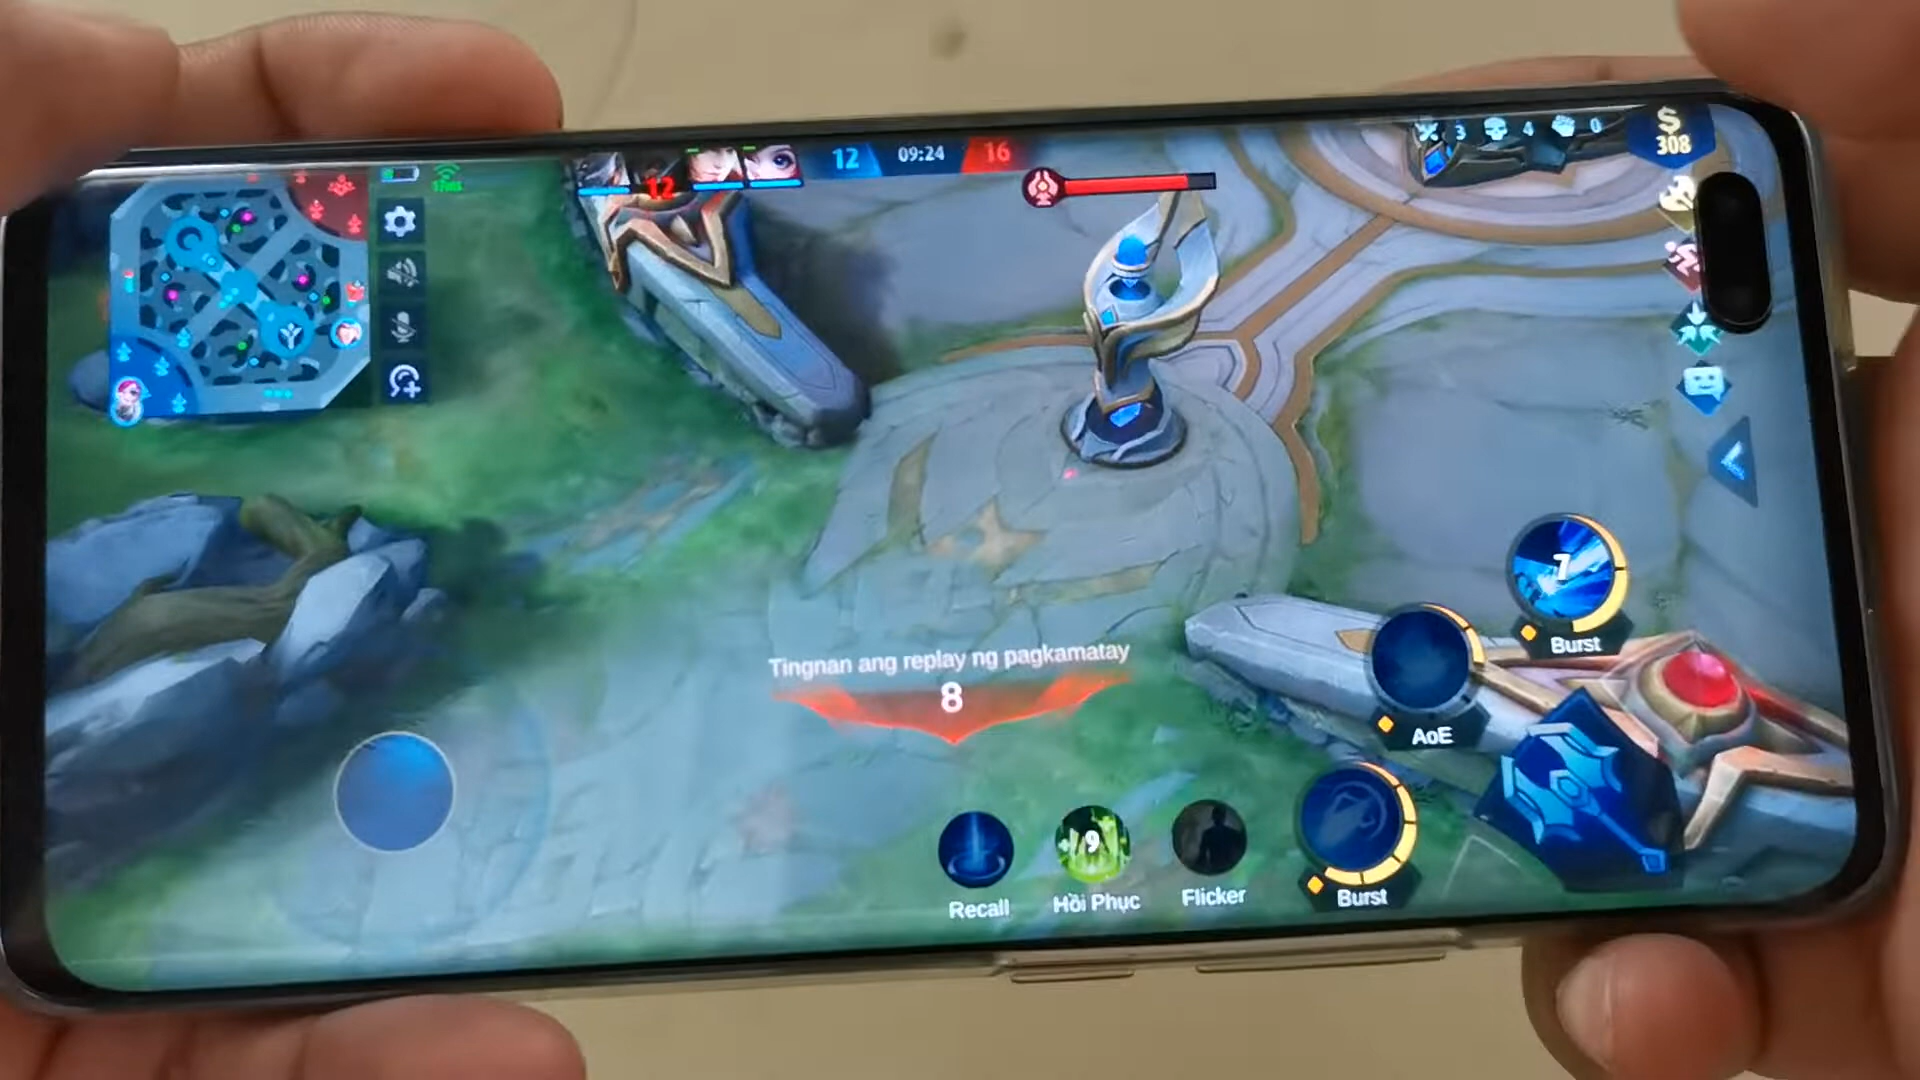 12 09:24 16
3 4 0
$
308
12
17ms
7
Burst
Tingnan ang replay ng pagkamatay
8
AoE
9
Recall
Hồi Phục
Flicker
Burst